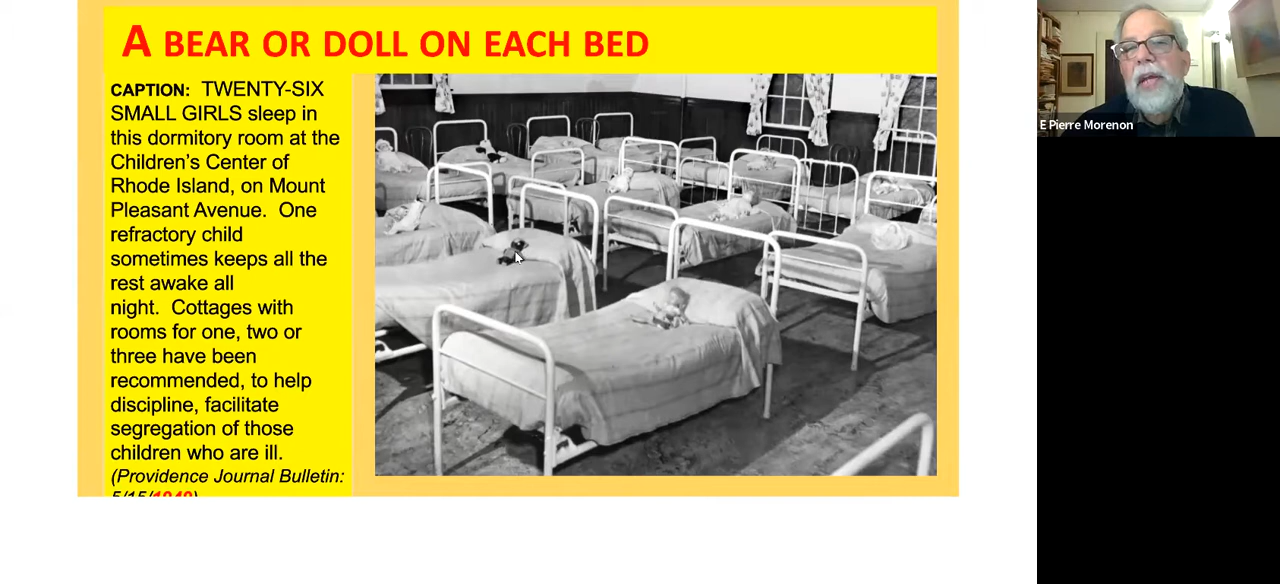 A BEAR OR DOLL ON EACH BED
CAPTION: TWENTY-SIX
SMALL GIRLS sleep in
this dormitory room at the
Children's Center of
Rhode Island, on Mount
Pleasant Avenue. One
refractory child
sometimes keeps all the
rest awake all
night. Cottages with
rooms for one, two or
three have been
recommended, to help
discipline, facilitate
segregation of those
children who are ill.
(Providence Journal Bulletin:
E Pierre Morenon